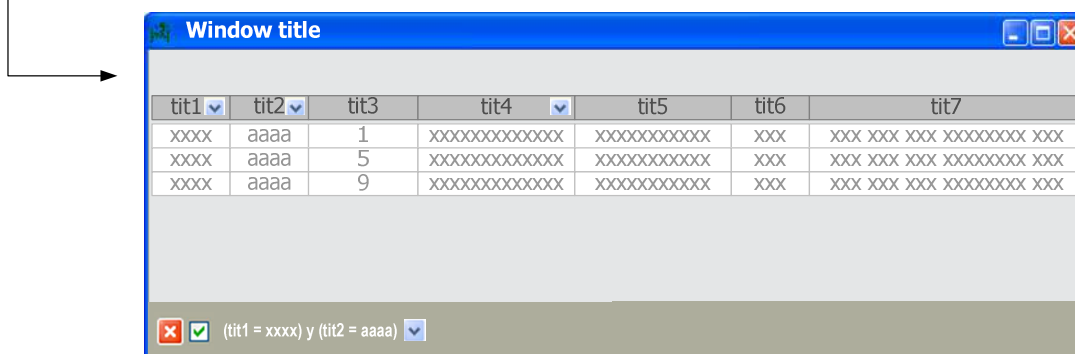 Window title
tit1 tit2 tit3 tit4 tit5 tit6 tit7
xxxx aaaa 1 xxxxxxxxxxxxx xxxxxxxxxxx xxx xxx xxx xxx xxxxxxxx xxx
xxxx aaaa 5 xxxxxxxxxxxxx xxxxxxxxxxx xxx xxx xxx xxx xxxxxxxx xxx
xxxx aaaa 9 xxxxxxxxxxxxx xxxxxxxxxxx xxx xxx xxx xxx xxxxxxxx xxx
(tit1 = xxxx) y (tit2 = aaaa)